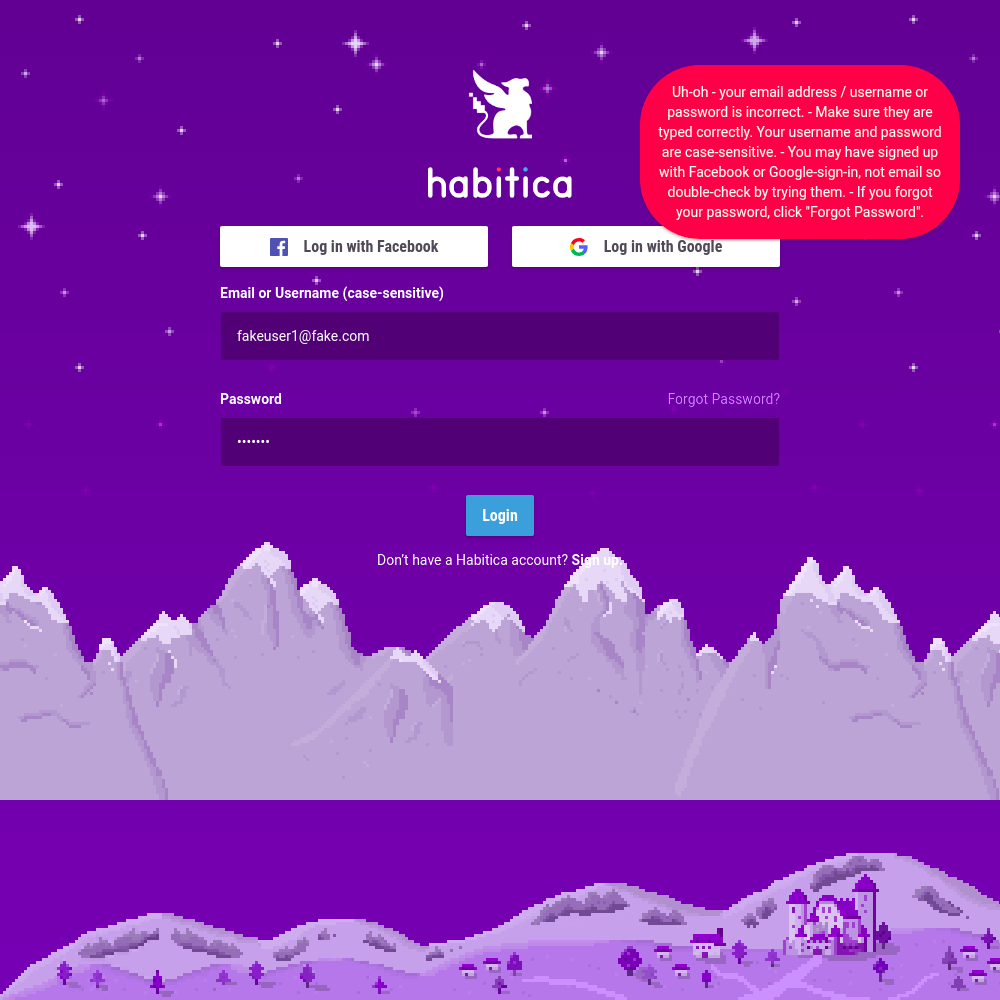 Uh-oh - your email address / username or
password is incorrect. - Make sure they are
typed correctly. Your username and password
are case-sensitive. - You may have signed up
with Facebook or Google-sign-in, not email so
double-check by trying them. - If you forgot
your password, click "Forgot Password".
habitica
Log in with Facebook
Log in with Google
Email or Username (case-sensitive)
fakeuser1@fake.com
Password
Forgot Password?
•••••••
Login
Don't have a Habitica account? Sign up.